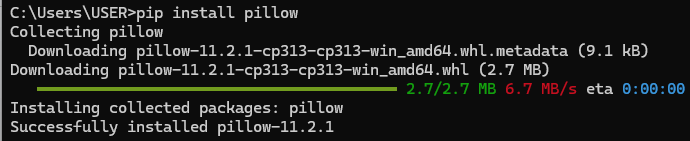 C:\Users\USER>pip install pillow
Collecting pillow
  Downloading pillow-11.2.1-cp313-cp313-win_amd64.whl.metadata (9.1 kB)
Downloading pillow-11.2.1-cp313-cp313-win_amd64.whl (2.7 MB)
2.7/2.7 MB 6.7 MB/s eta 0:00:00
Installing collected packages: pillow
Successfully installed pillow-11.2.1